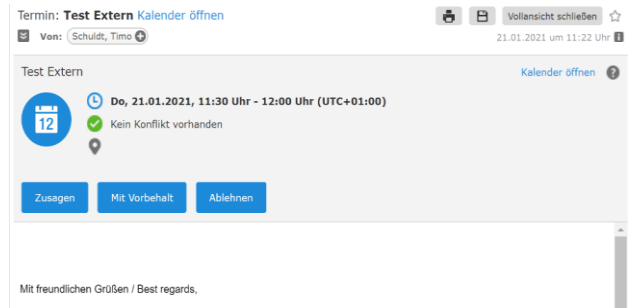 Termin: Test Extern Kalender öffnen
Vollansicht schließen
Von: Schuldt, Timo
21.01.2021 um 11:22 Uhr
Test Extern
Kalender öffnen
12
Do, 21.01.2021, 11:30 Uhr - 12:00 Uhr (UTC+01:00)
Kein Konflikt vorhanden
Zusagen Mit Vorbehalt Ablehnen
Mit freundlichen Grüßen / Best regards,